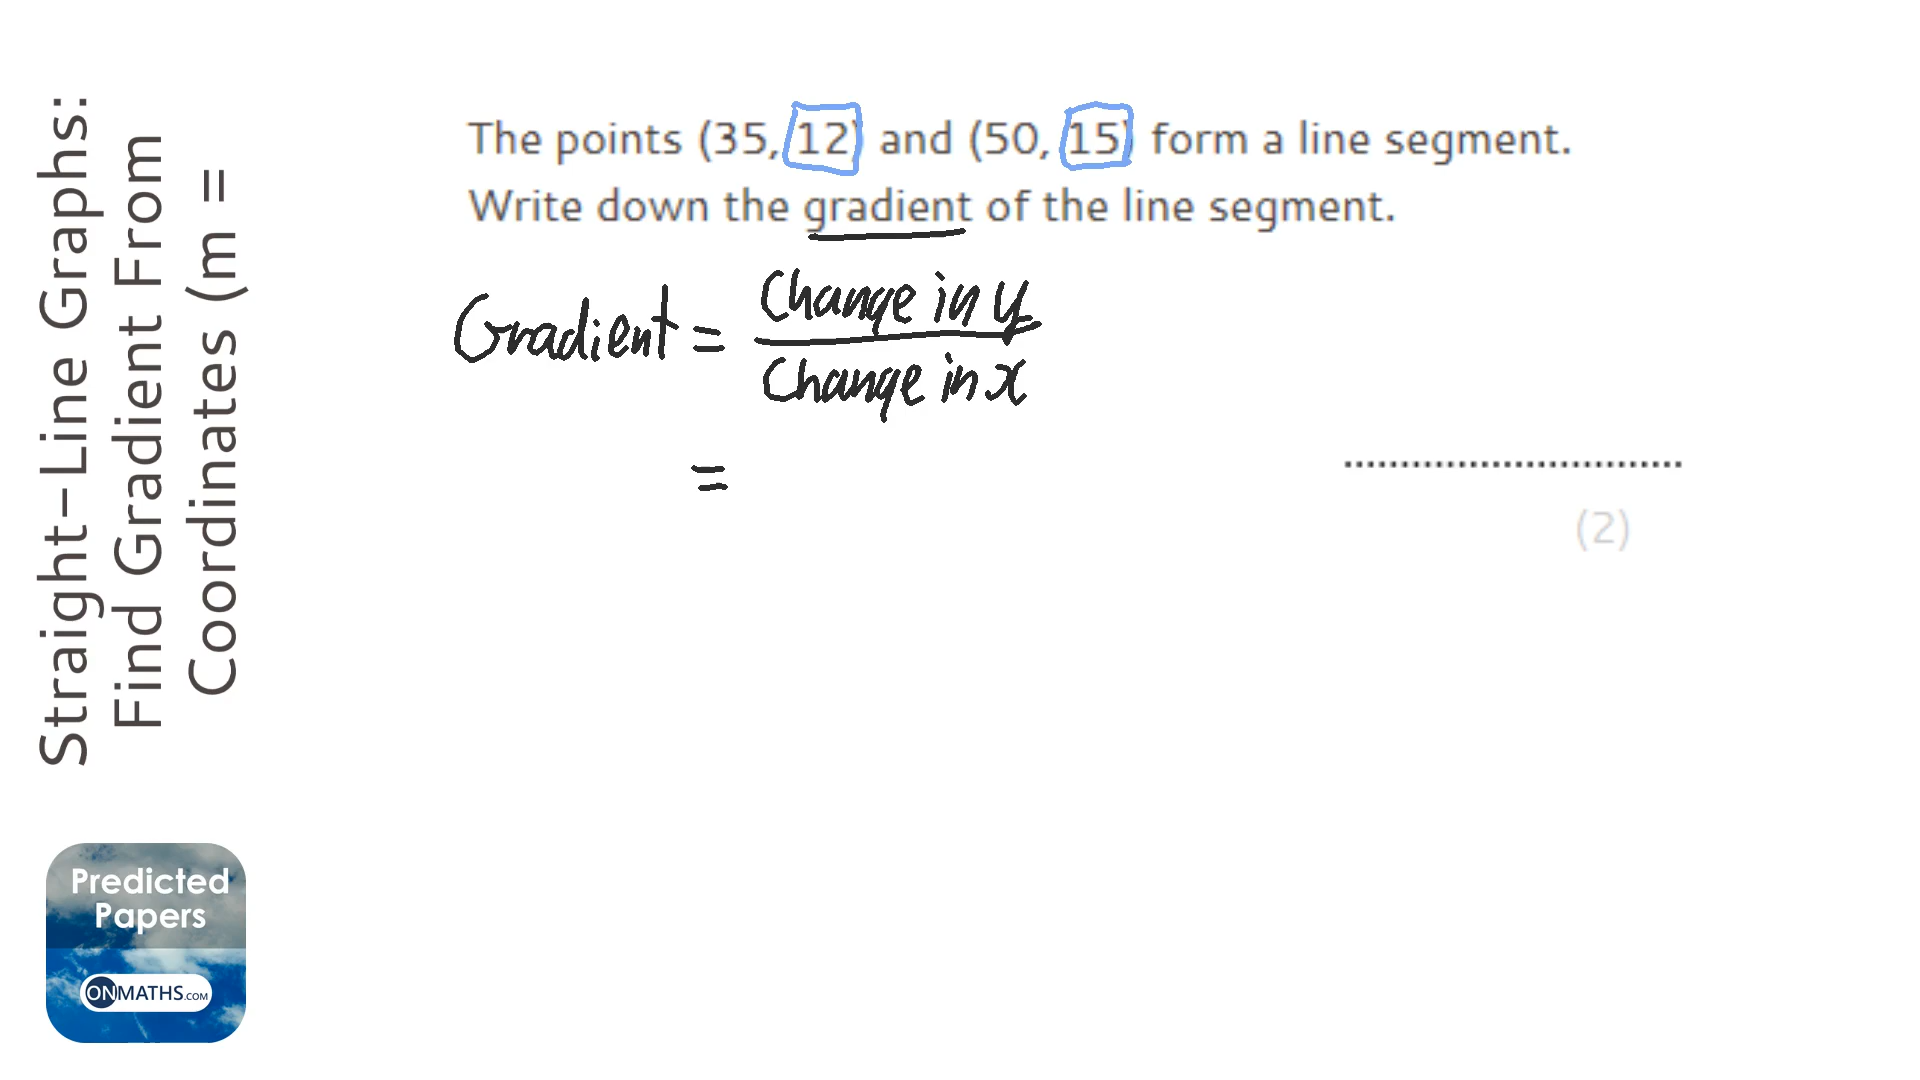 Straight-Line Graphs:
Find Gradient From
Coordinates (m =
The points (35, 12) and (50, 15) form a line segment.
Write down the gradient of the line segment.
Gradient = Change in y
Change in x
=
(2)
Predicted
Papers
ONMATHS.COM